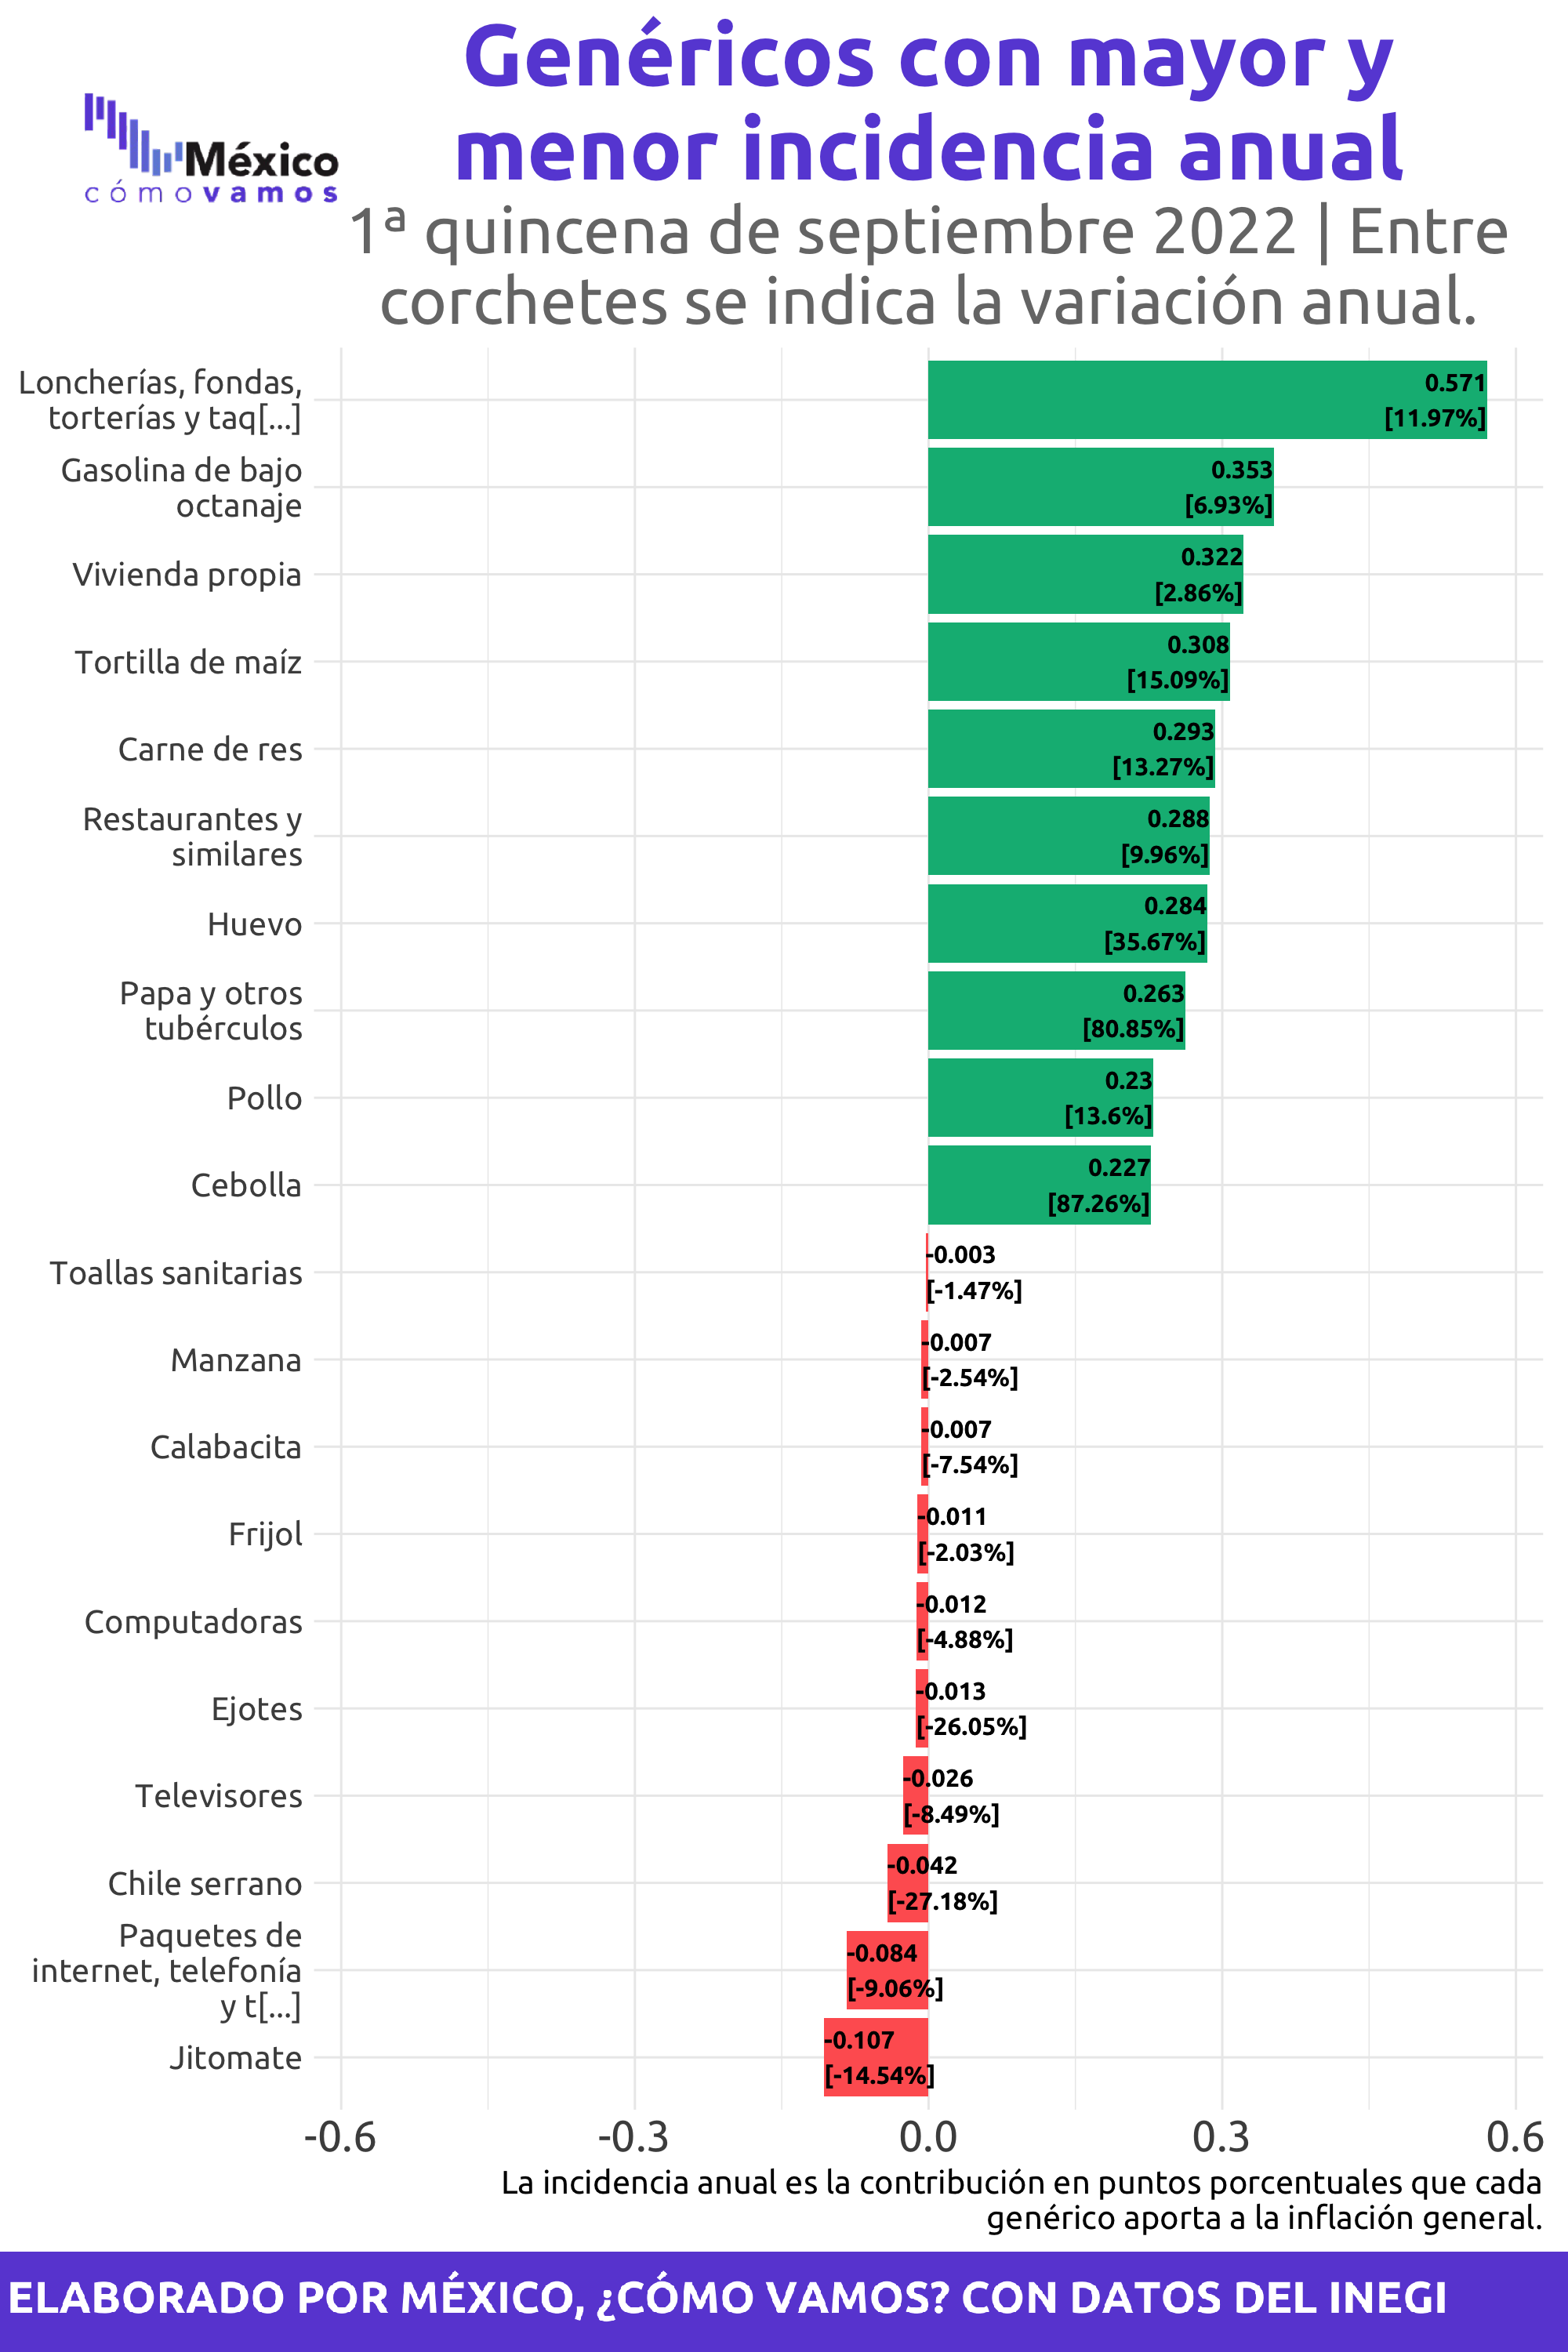 Genéricos con mayor y
menor incidencia anual
México
cómovamos
1ª quincena de septiembre 2022 | Entre
corchetes se indica la variación anual.
Loncherías, fondas,
torterías y taq[...]
0.571
[11.97%]
Gasolina de bajo
octanaje
0.353
[6.93%]
Vivienda propia
0.322
[2.86%]
Tortilla de maíz
0.308
[15.09%]
Carne de res
0.293
[13.27%]
Restaurantes y
similares
0.288
[9.96%]
Huevo
0.284
[35.67%]
Papa y otros
tubérculos
0.263
[80.85%]
Pollo
0.23
[13.6%]
Cebolla
0.227
[87.26%]
Toallas sanitarias
-0.003
[-1.47%]
Manzana
-0.007
[-2.54%]
Calabacita
-0.007
[-7.54%]
Frijol
-0.011
[-2.03%]
Computadoras
-0.012
[-4.88%]
Ejotes
-0.013
[-26.05%]
Televisores
-0.026
[-8.49%]
Chile serrano
-0.042
[-27.18%]
Paquetes de
internet, telefonía
y t[...]
-0.084
[-9.06%]
Jitomate
-0.107
[-14.54%]
-0.6 -0.3 0.0 0.3 0.6
La incidencia anual es la contribución en puntos porcentuales que cada
genérico aporta a la inflación general.
ELABORADO POR MÉXICO, ¿CÓMO VAMOS? CON DATOS DEL INEGI